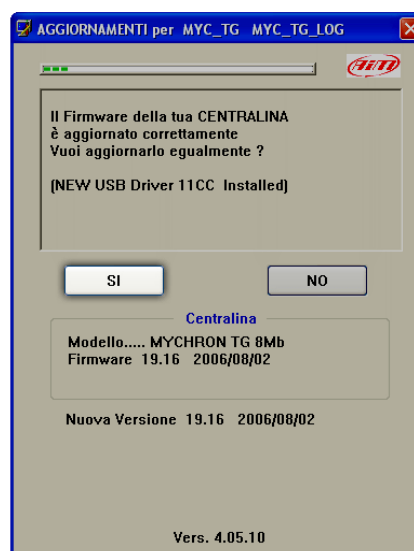 AGGIORNAMENTI per MYC_TG MYC_TG_LOG
AiM
Il Firmware della tua CENTRALINA
è aggiornato correttamente
Vuoi aggiornarlo egualmente ?
(NEW USB Driver 11CC Installed)
SI
NO
Centralina
Modello..... MYCHRON TG 8Mb
Firmware 19.16 2006/08/02
Nuova Versione 19.16 2006/08/02
Vers. 4.05.10